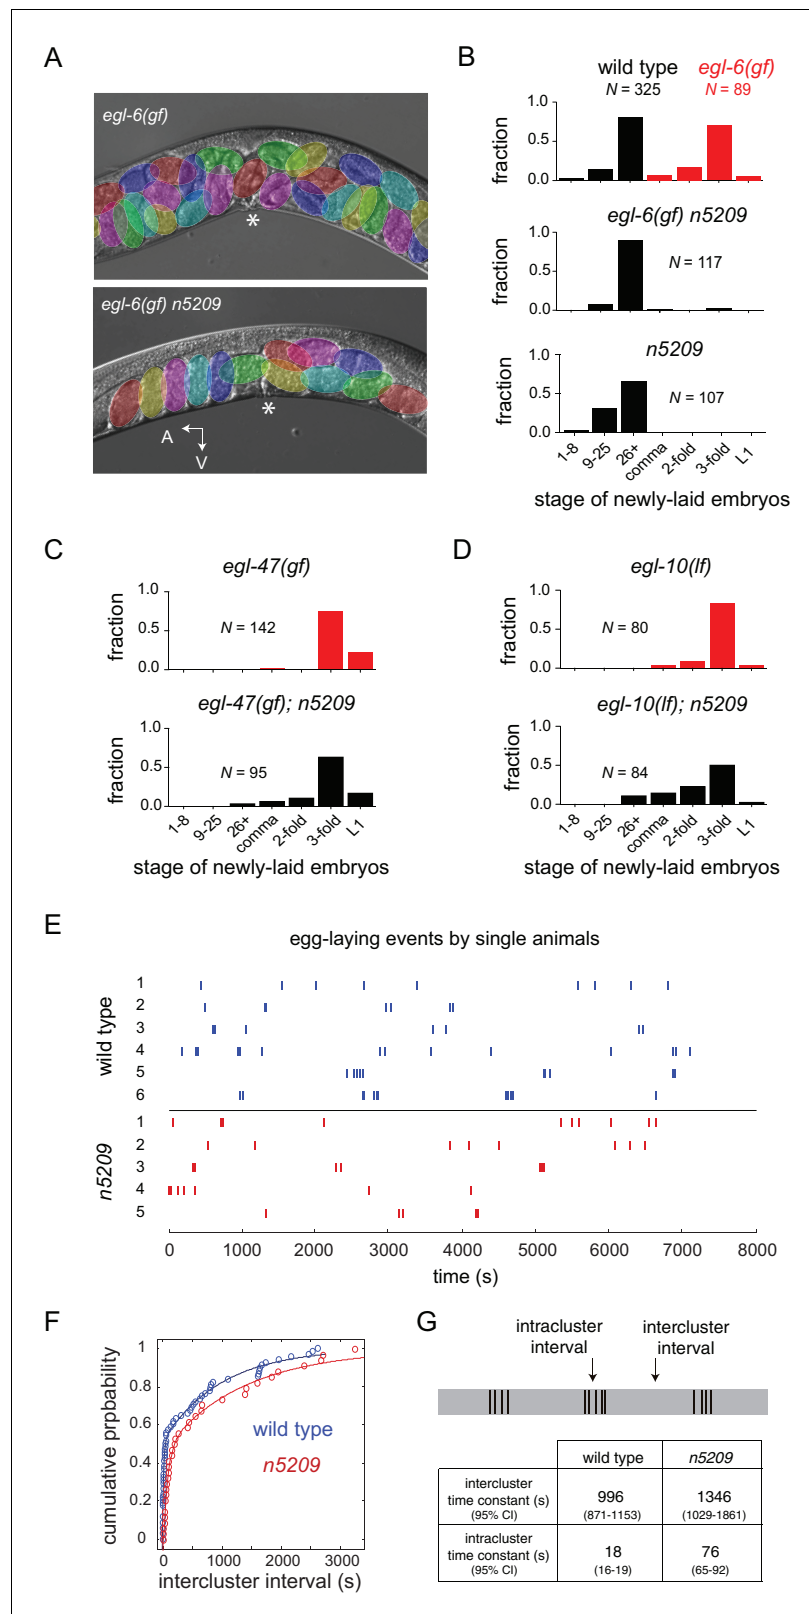 A
egl-6(gf)
*
egl-6(gf) n5209
*
A
V
B
wild type
N = 325
egl-6(gf)
N = 89
1.0
0.5
0.0
fraction
egl-6(gf) n5209
1.0
0.5
0.0
fraction
N = 117
n5209
1.0
0.5
0.0
fraction
N = 107
1-8
9-25
26+
comma
2-fold
3-fold
L1
stage of newly-laid embryos
C
egl-47(gf)
1.0
0.5
0.0
fraction
N = 142
egl-47(gf); n5209
1.0
0.5
0.0
fraction
N = 95
1-8
9-25
26+
comma
2-fold
3-fold
L1
stage of newly-laid embryos
D
egl-10(lf)
1.0
0.5
0.0
fraction
N = 80
egl-10(lf); n5209
1.0
0.5
0.0
fraction
N = 84
1-8
9-25
26+
comma
2-fold
3-fold
L1
stage of newly-laid embryos
E
egg-laying events by single animals
wild type
1
2
3
4
5
6
n5209
1
2
3
4
5
0 1000 2000 3000 4000 5000 6000 7000 8000
time (s)
F
cumulative prpbability
1
0.8
0.6
0.4
0.2
0
wild type
n5209
0 1000 2000 3000
intercluster interval (s)
G
intracluster
interval
intercluster
interval
wild type n5209
intercluster
time constant (s)
(95% CI)
996
(871-1153)
1346
(1029-1861)
intracluster
time constant (s)
(95% CI)
18
(16-19)
76
(65-92)